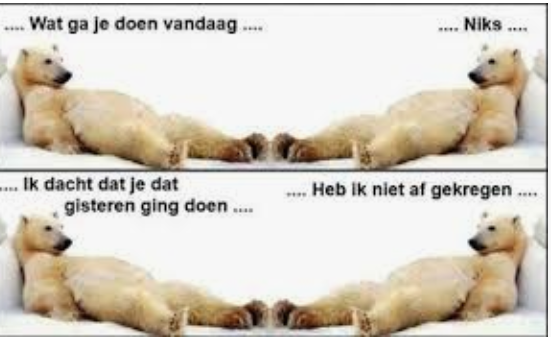 .... Wat ga je doen vandaag ....
.... Niks ....
.... Ik dacht dat je dat
gisteren ging doen ....
.... Heb ik niet af gekregen ....